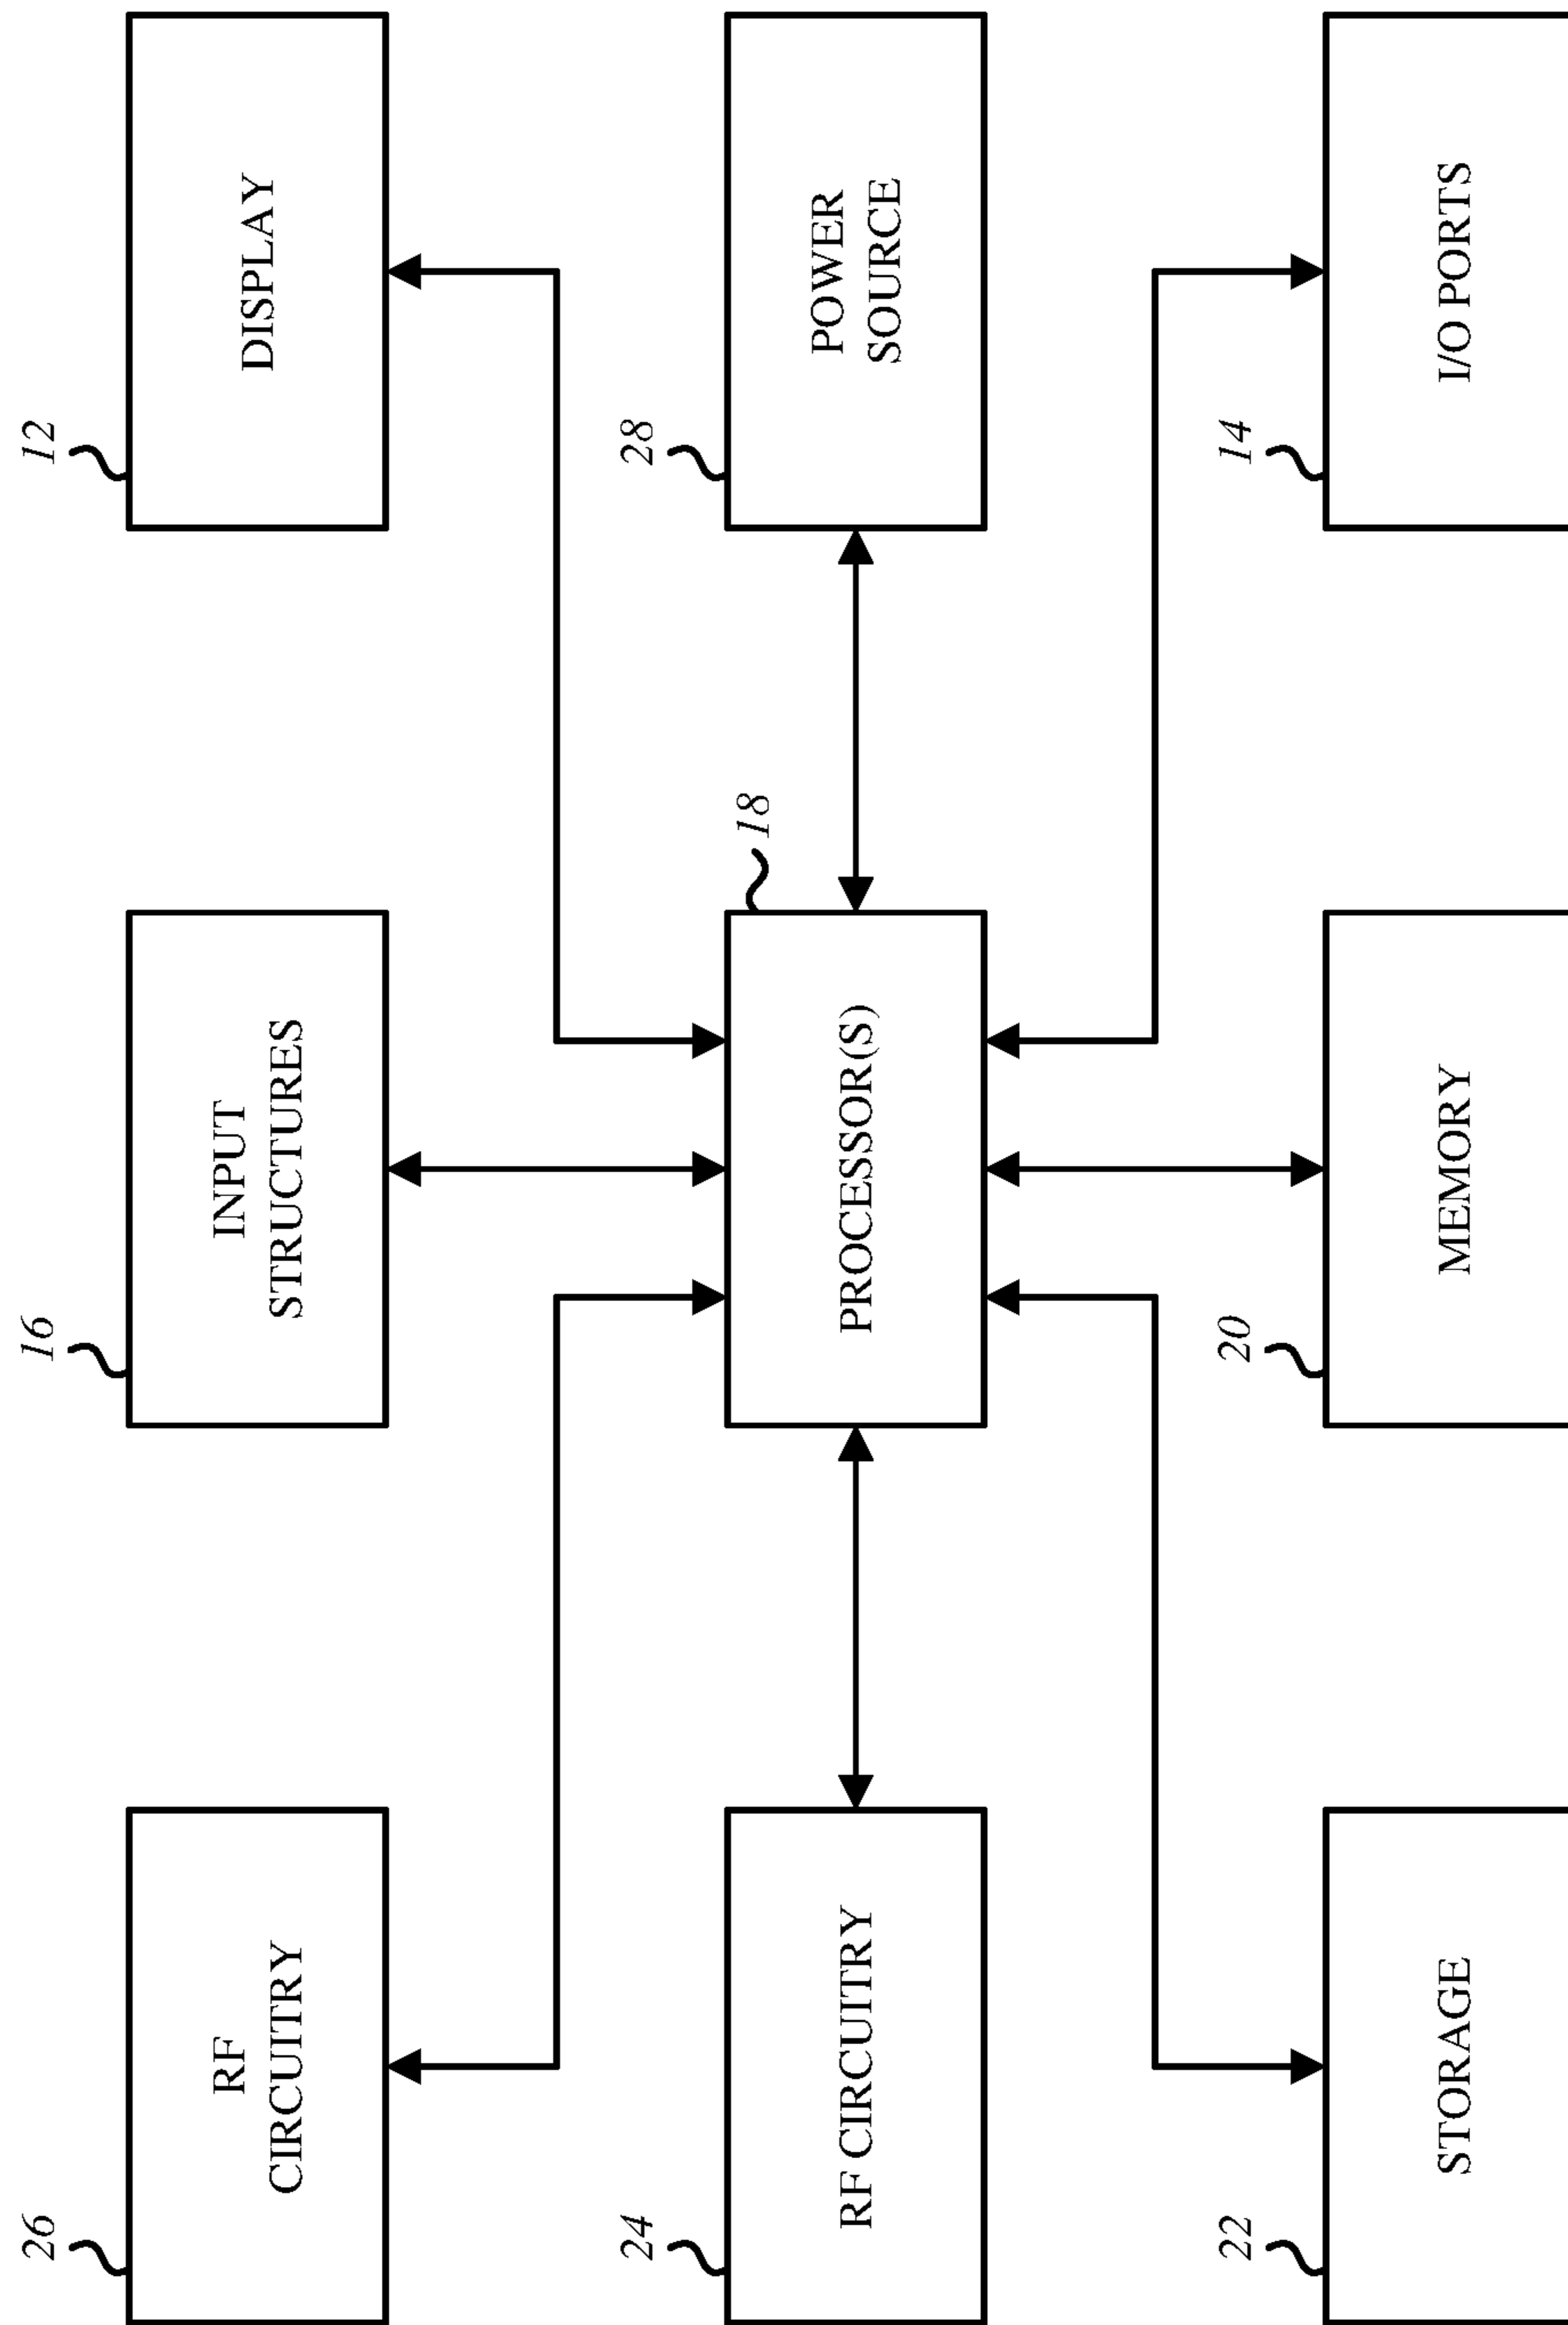 26
RF
CIRCUITRY
16
INPUT
STRUCTURES
12
DISPLAY
24
RF CIRCUITRY
PROCESSOR(S)
18
28
POWER
SOURCE
22
STORAGE
20
MEMORY
14
I/O PORTS